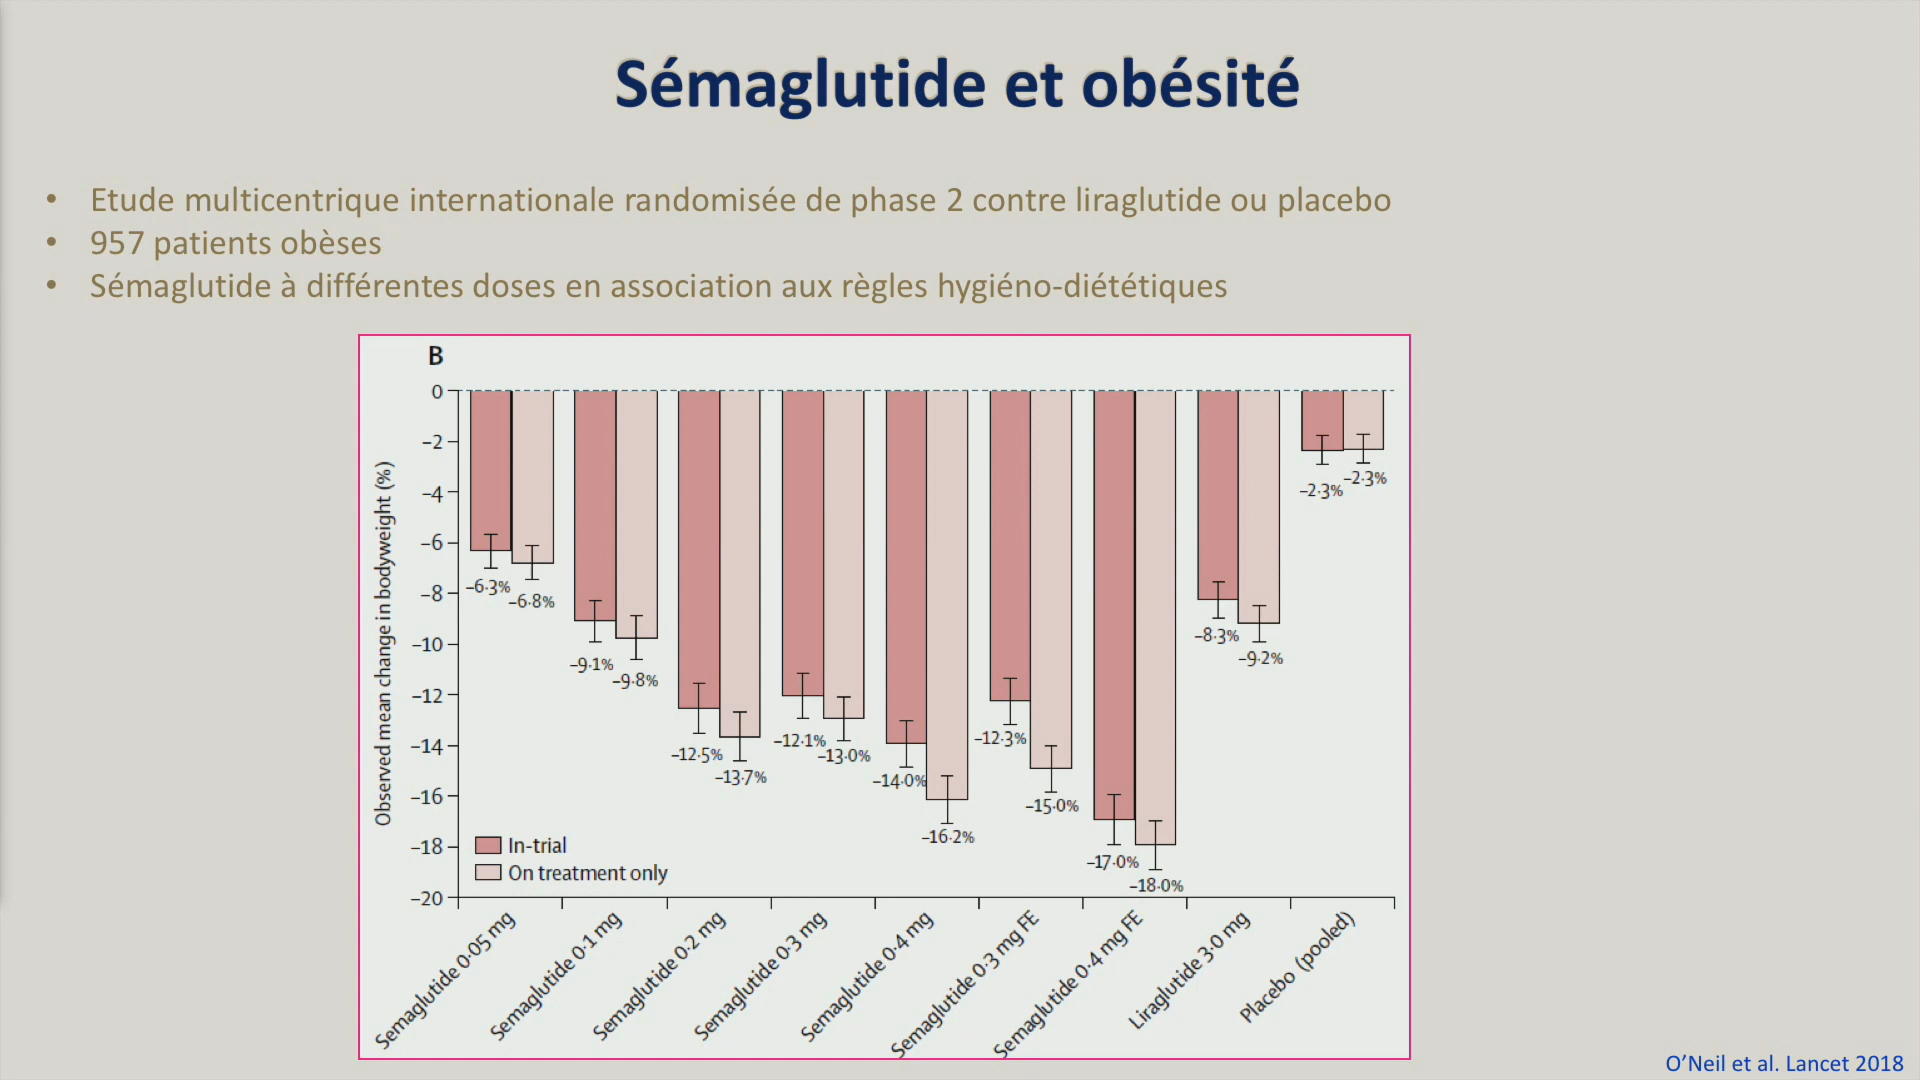 Sémaglutide et obésité
• Etude multicentrique internationale randomisée de phase 2 contre liraglutide ou placebo
• 957 patients obèses
• Sémaglutide à différentes doses en association aux règles hygiéno-diététiques
B
Observed mean change in bodyweight (%)
0
–2
–4
–6
–8
–10
–12
–14
–16
–18
–20
–6·3%
–6·8%
–9·1%
–9·8%
–12·5%
–13·7%
–12·1%
–13·0%
–14·0%
–16·2%
–12·3%
–15·0%
–17·0%
–18·0%
–8·3%
–9·2%
–2·3%
–2·3%
In-trial
On treatment only
Semaglutide 0·05 mg
Semaglutide 0·1 mg
Semaglutide 0·2 mg
Semaglutide 0·3 mg
Semaglutide 0·4 mg
Semaglutide 0·3 mg FE
Semaglutide 0·4 mg FE
Liraglutide 3·0 mg
Placebo (pooled)
O’Neil et al. Lancet 2018